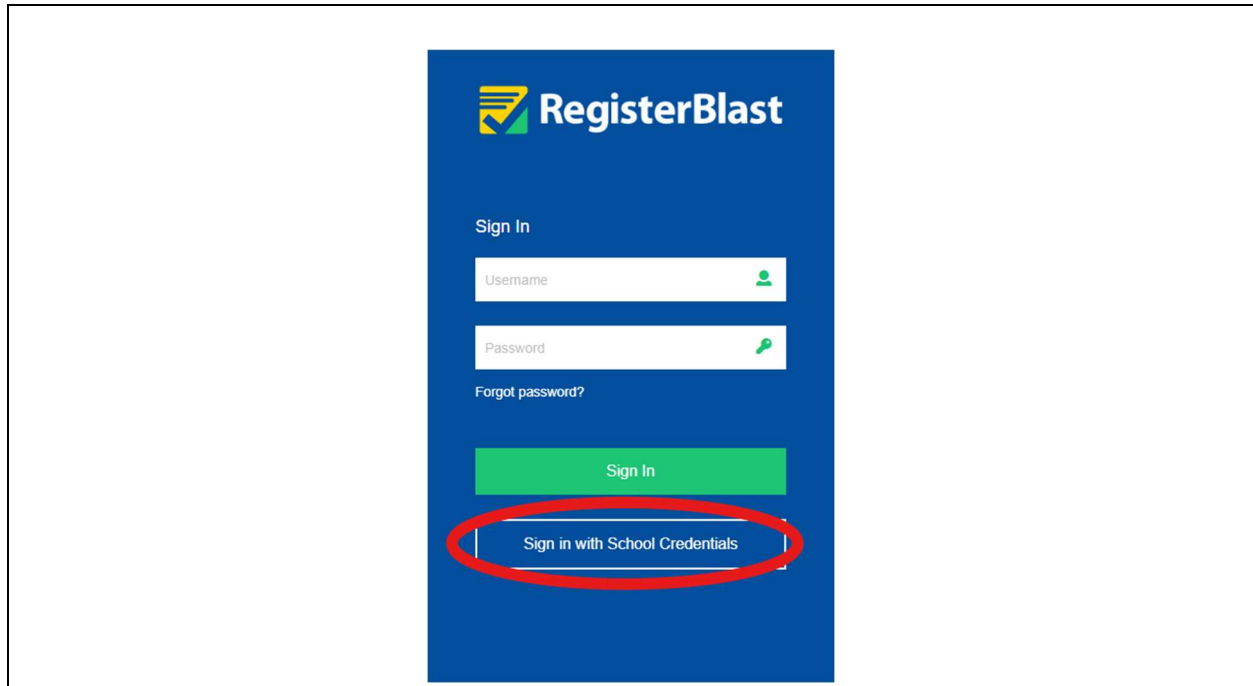 RegisterBlast
Sign In
Username
Password
Forgot password?
Sign In
Sign in with School Credentials